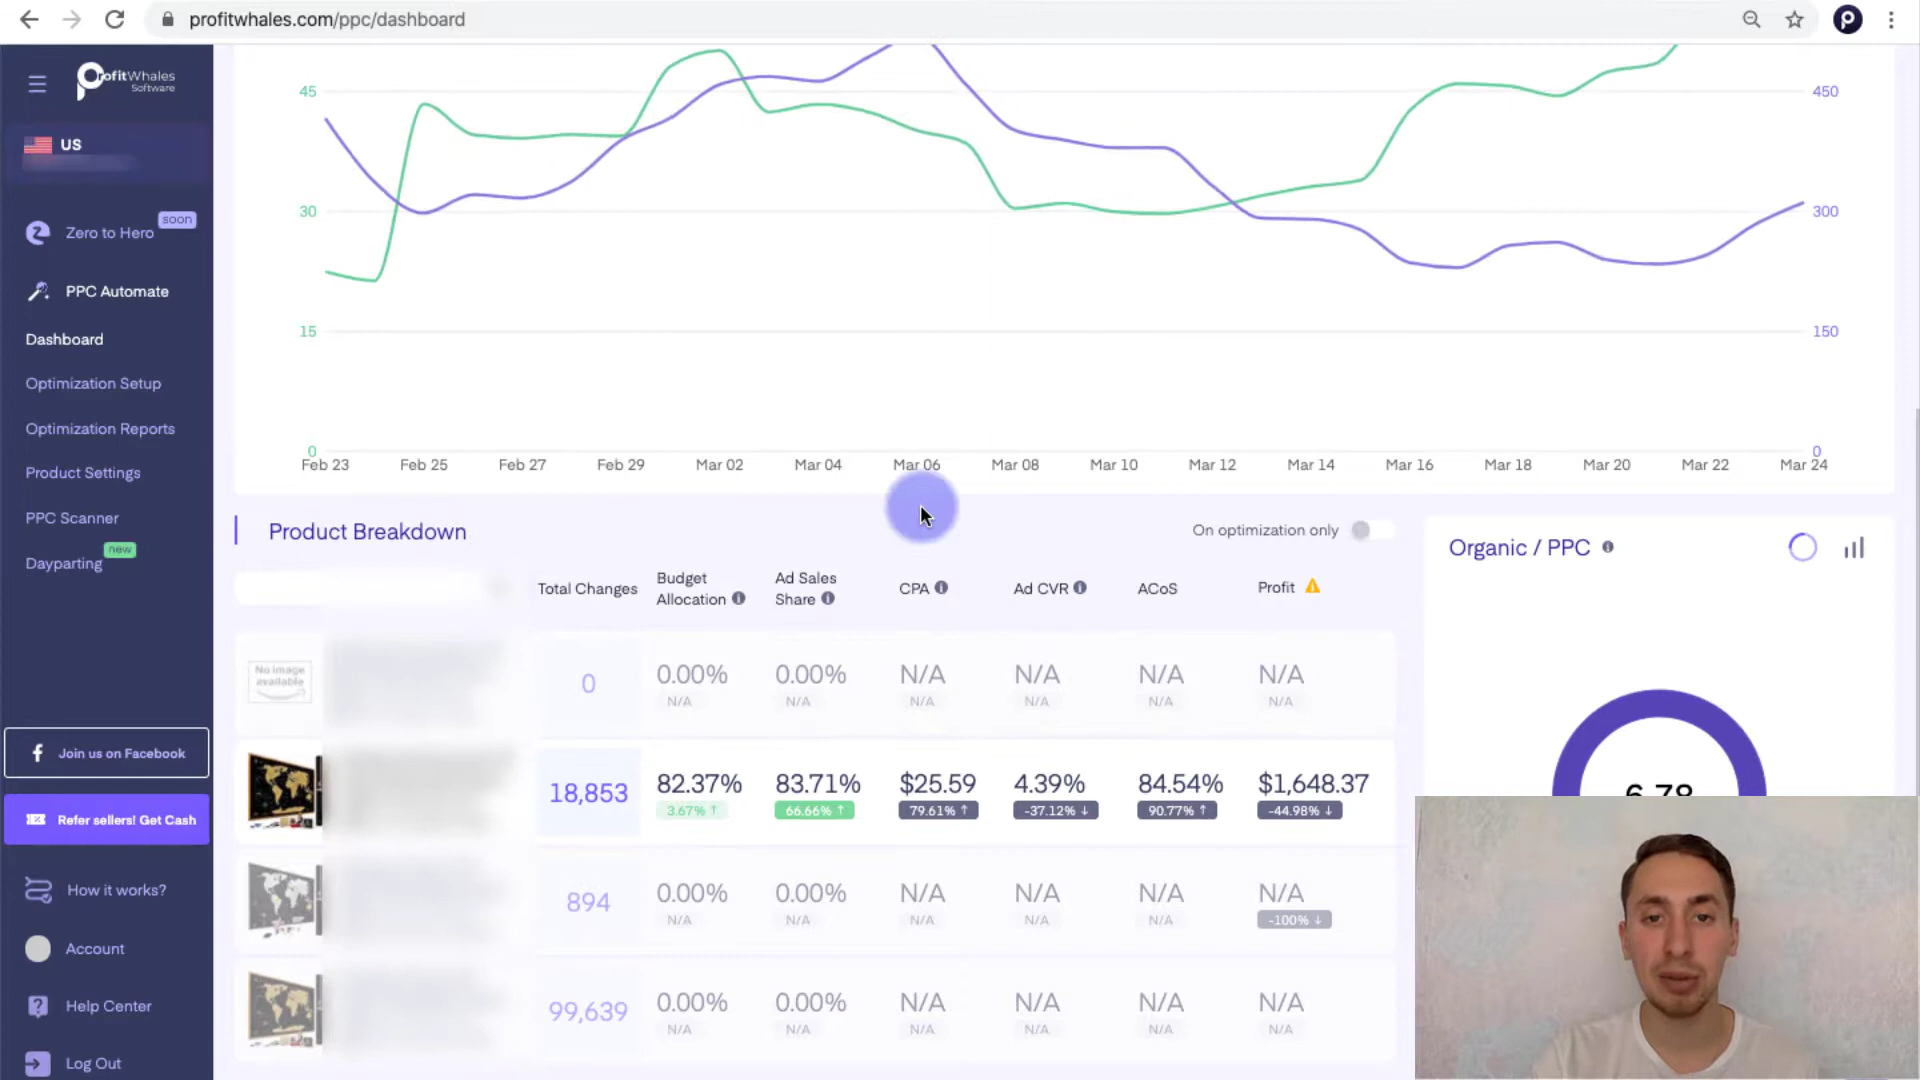 profitwhales.com/ppc/dashboard
ProfitWhales
Software
US
Zero to Hero
soon
PPC Automate
Dashboard
Optimization Setup
Optimization Reports
Product Settings
PPC Scanner
Dayparting
new
Join us on Facebook
Refer sellers! Get Cash
How it works?
Account
Help Center
Log Out
45
30
15
0
450
300
150
0
Feb 23 Feb 25 Feb 27 Feb 29 Mar 02 Mar 04 Mar 06 Mar 08 Mar 10 Mar 12 Mar 14 Mar 16 Mar 18 Mar 20 Mar 22 Mar 24
Product Breakdown
On optimization only
Total Changes
Budget
Allocation
Ad Sales
Share
CPA
Ad CVR
ACoS
Profit
No image
available
0 0.00% 0.00% N/A N/A N/A N/A
N/A N/A N/A N/A N/A N/A
18,853 82.37% 83.71% $25.59 4.39% 84.54% $1,648.37
3.67% ↑ 66.66% ↑ 79.61% ↑ -37.12% ↓ 90.77% ↑ -44.98% ↓
894 0.00% 0.00% N/A N/A N/A N/A
N/A N/A N/A N/A N/A -100% ↓
99,639 0.00% 0.00% N/A N/A N/A N/A
N/A N/A N/A N/A N/A N/A
Organic / PPC
6.78